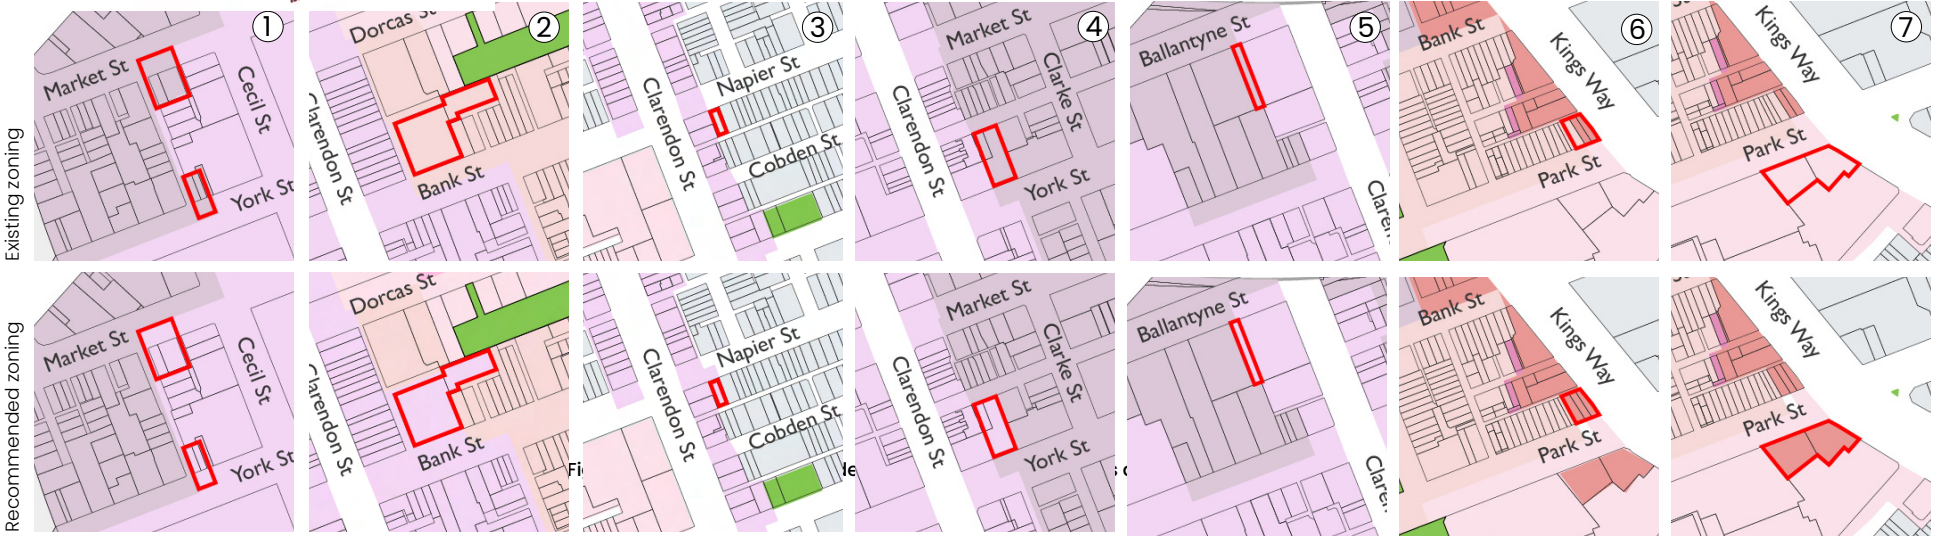 Existing zoning
Market St
Cecil St
York St
1
Dorcas St
Clarendon St
Bank St
2
Clarendon St
Napier St
Cobden St
3
Market St
Clarke St
Clarendon St
York St
4
Ballantyne St
Claren
5
Bank St
Kings Way
Park St
6
Kings Way
Park St
7
Recommended zoning
Market St
Cecil St
York St
Dorcas St
Clarendon St
Bank St
Clarendon St
Napier St
Cobden St
Fi
de
Market St
Clarke St
Clarendon St
York St
Ballantyne St
Claren
Bank St
Kings Way
Park St
Kings Way
Park St